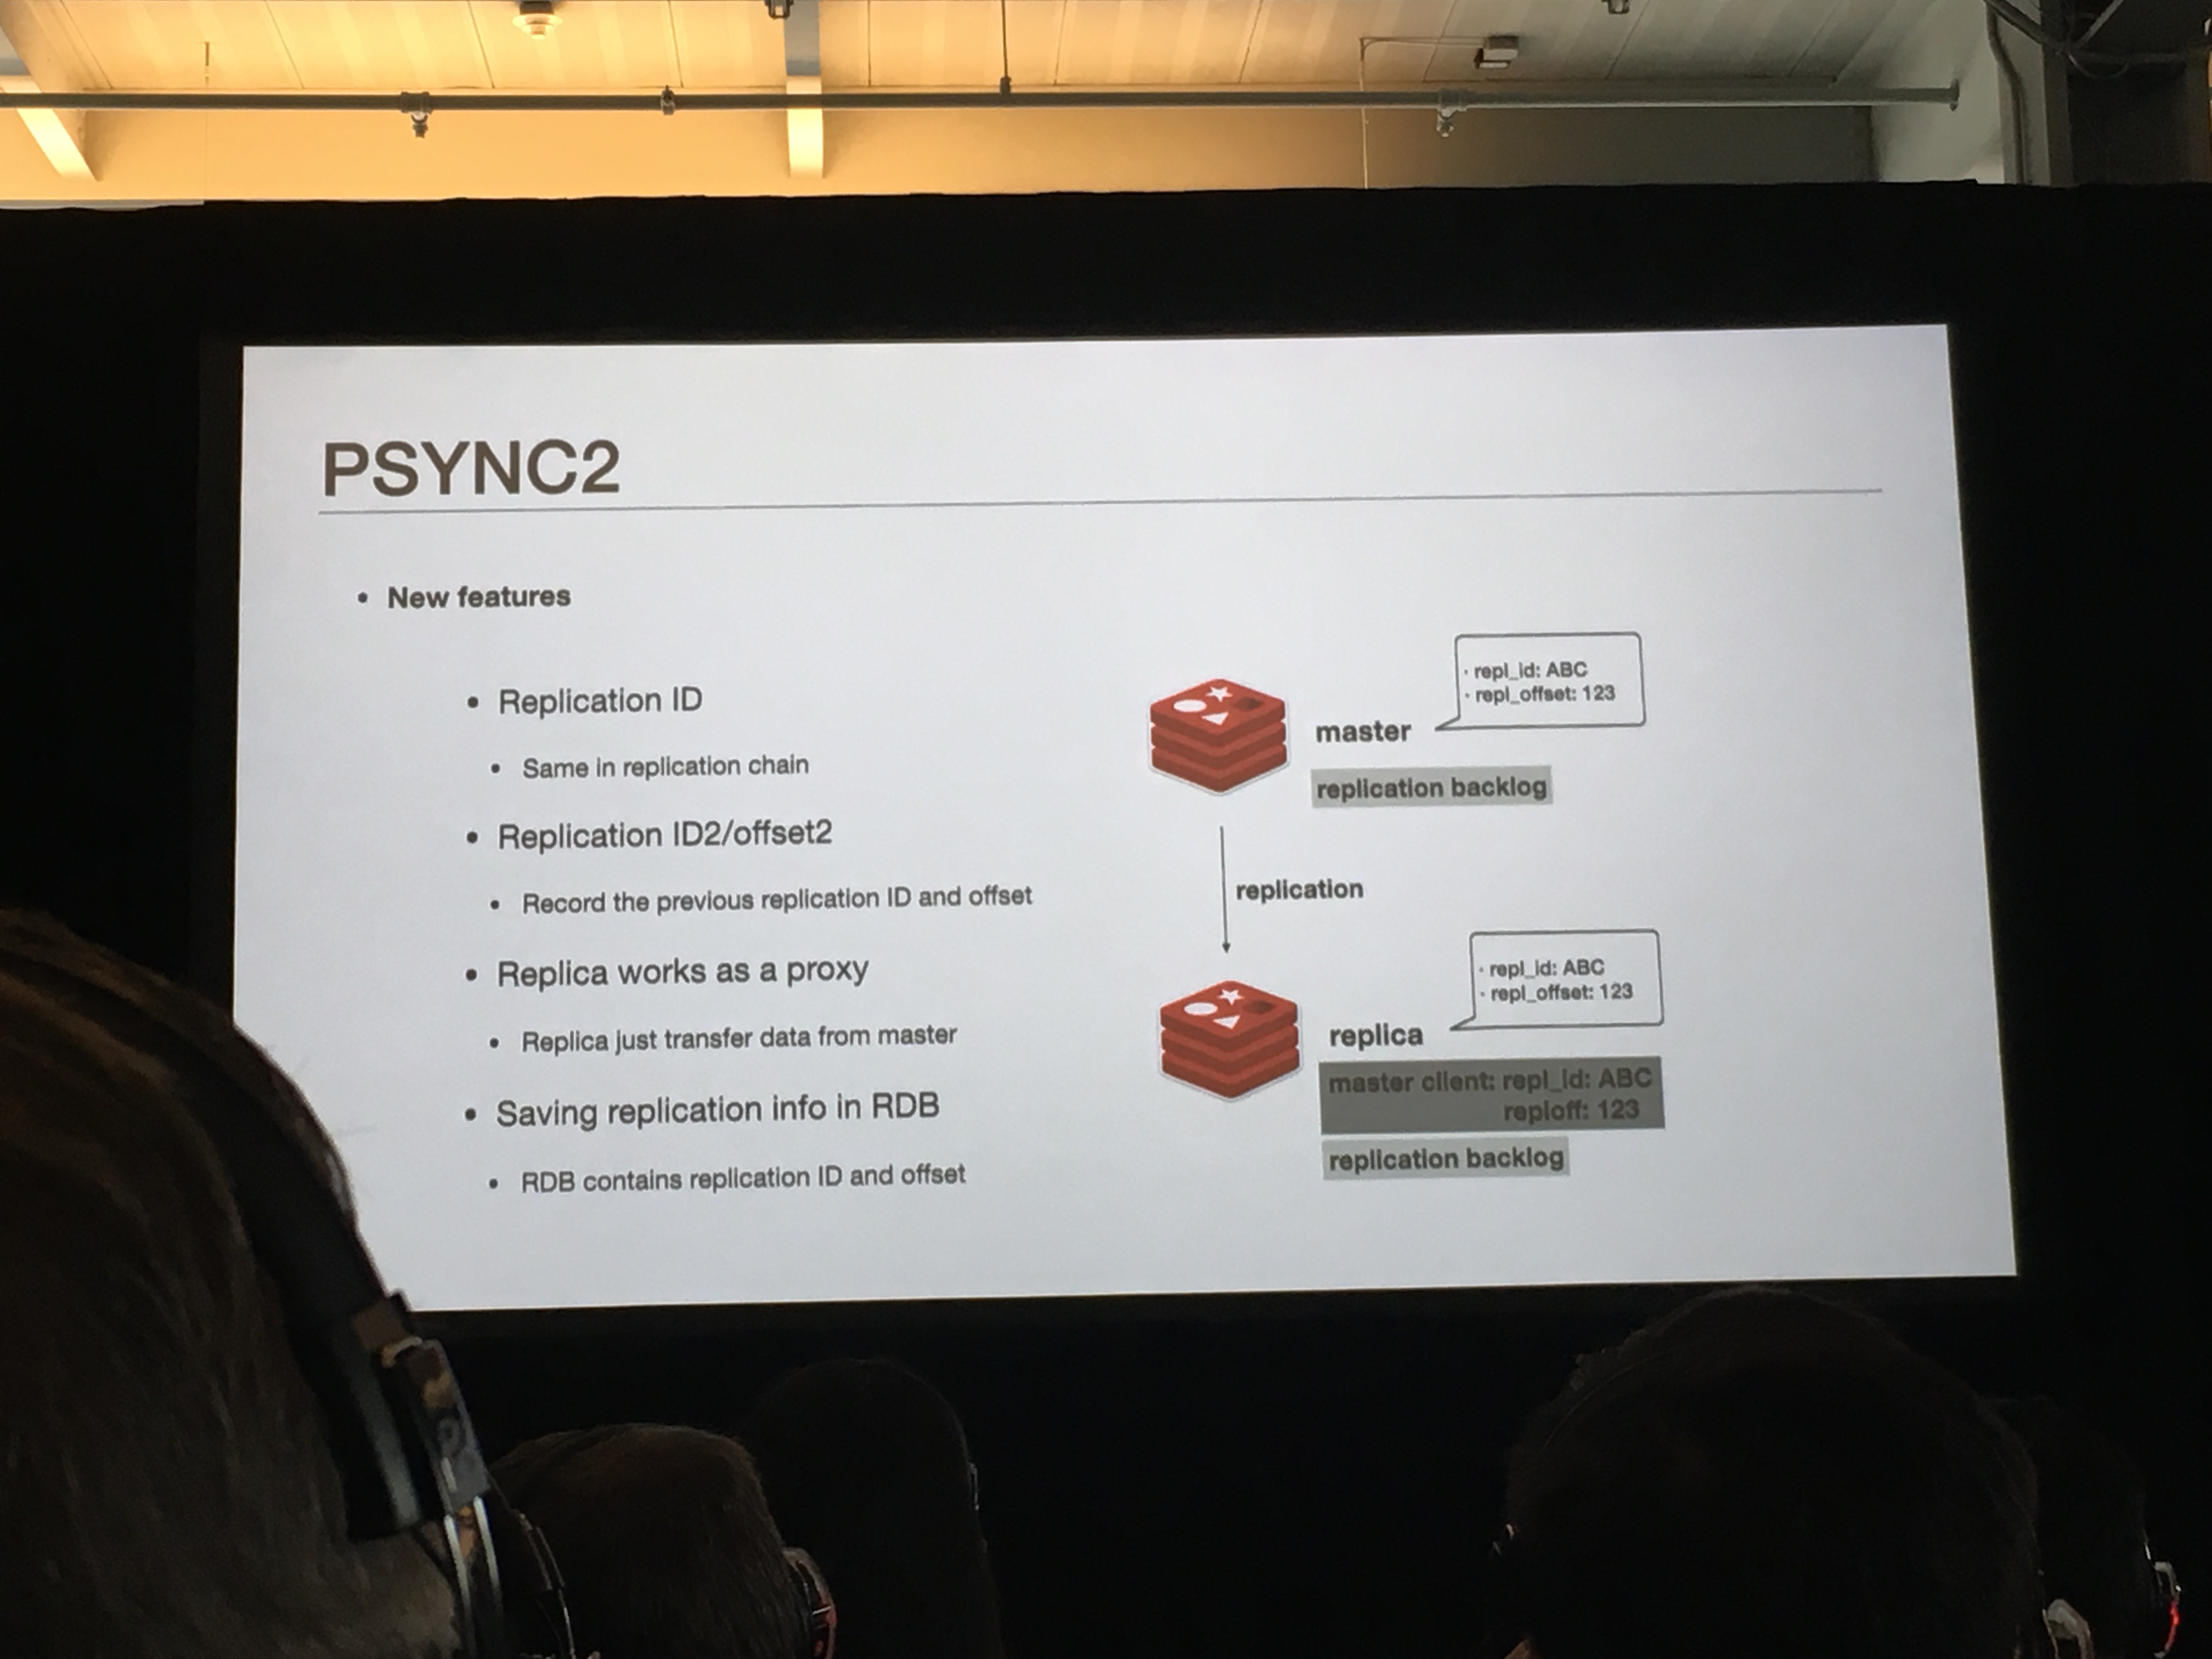 PSYNC2
• New features
• Replication ID
• Same in replication chain
• Replication ID2/offset2
• Record the previous replication ID and offset
• Replica works as a proxy
• Replica just transfer data from master
• Saving replication info in RDB
• RDB contains replication ID and offset
· repl_id: ABC
· repl_offset: 123
master
replication backlog
replication
· repl_id: ABC
· repl_offset: 123
replica
master client: repl_id: ABC
reploff: 123
replication backlog